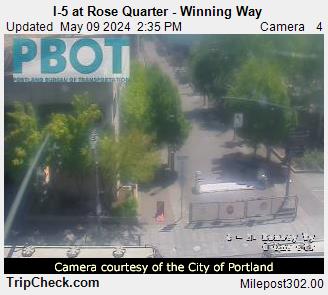 I-5 at Rose Quarter - Winning Way
Updated May 09 2024 2:35 PM Camera 4
PBOT
PORTLAND BUREAU OF TRANSPORTATION
Camera courtesy of the City of Portland
TripCheck.com Milepost302.00